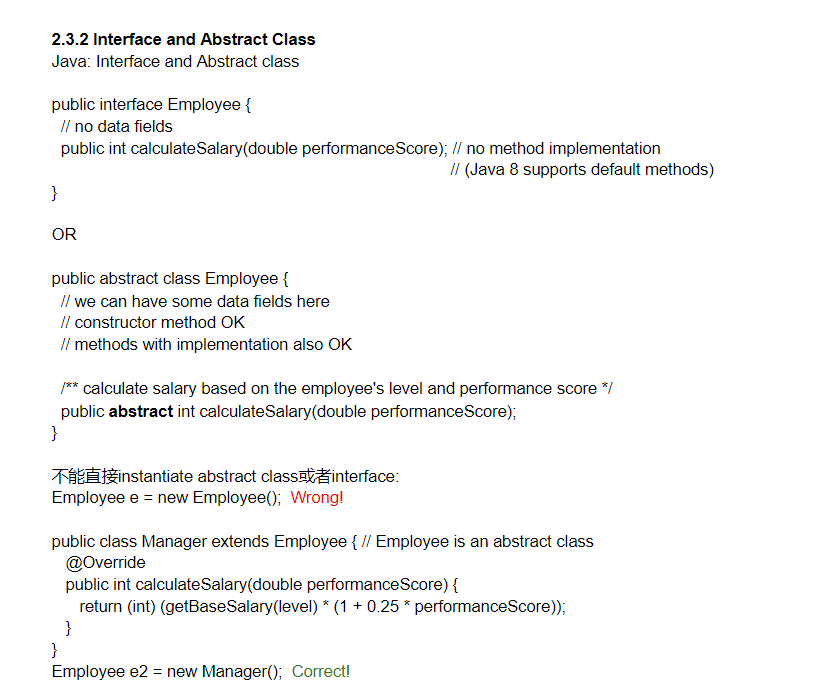 2.3.2 Interface and Abstract Class
Java: Interface and Abstract class
public interface Employee {
// no data fields
public int calculateSalary(double performanceScore); // no method implementation
// (Java 8 supports default methods)
}
OR
public abstract class Employee {
// we can have some data fields here
// constructor method OK
// methods with implementation also OK
/** calculate salary based on the employee's level and performance score */
public abstract int calculateSalary(double performanceScore);
}
不能直接instantiate abstract class或者interface:
Employee e = new Employee(); Wrong!
public class Manager extends Employee { // Employee is an abstract class
@Override
public int calculateSalary(double performanceScore) {
return (int) (getBaseSalary(level) * (1 + 0.25 * performanceScore));
}
}
Employee e2 = new Manager(); Correct!